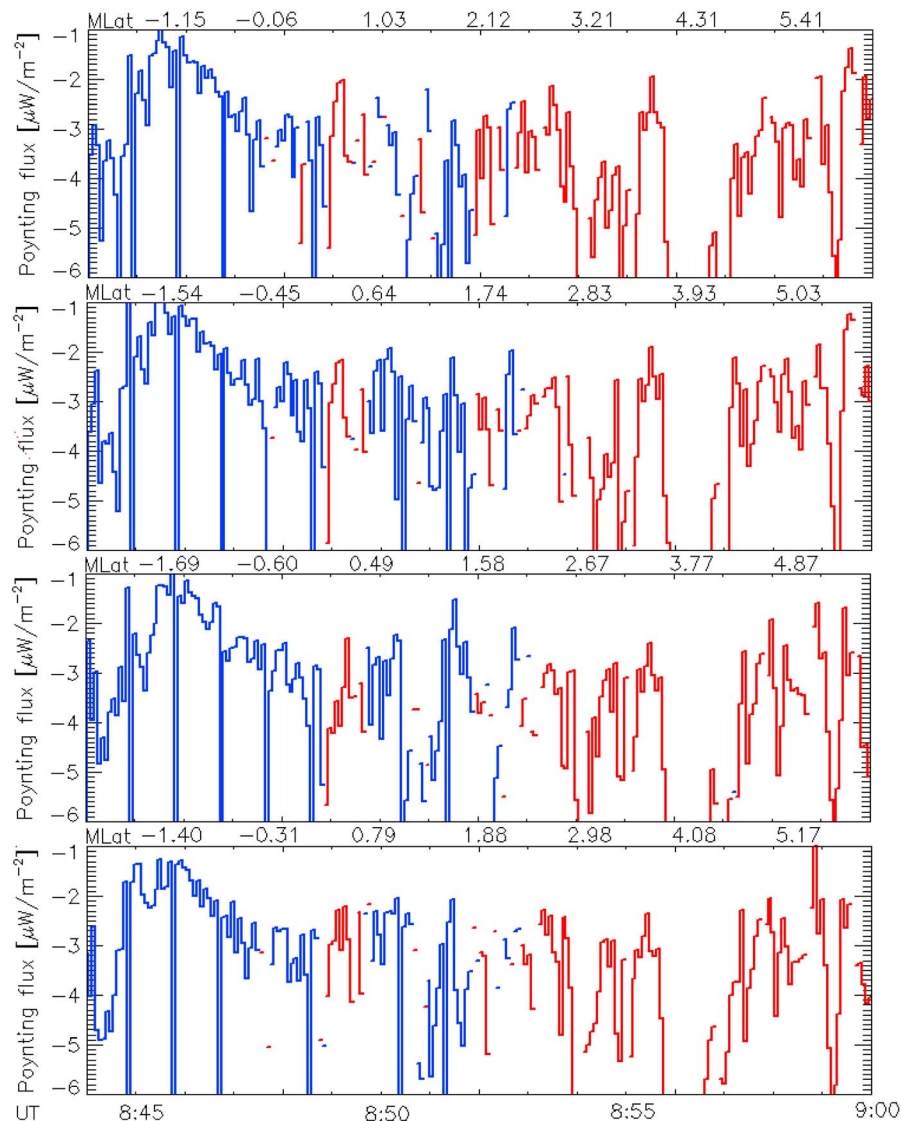 MLat −1.15 −0.06 1.03 2.12 3.21 4.31 5.41
−1
−2
−3
−4
−5
−6
Poynting flux [μW/m⁻²]
MLat −1.54 −0.45 0.64 1.74 2.83 3.93 5.03
−1
−2
−3
−4
−5
−6
Poynting flux [μW/m⁻²]
MLat −1.69 −0.60 0.49 1.58 2.67 3.77 4.87
−1
−2
−3
−4
−5
−6
Poynting flux [μW/m⁻²]
MLat −1.40 −0.31 0.79 1.88 2.98 4.08 5.17
−1
−2
−3
−4
−5
−6
Poynting flux [μW/m⁻²]
UT 8:45 8:50 8:55 9:00